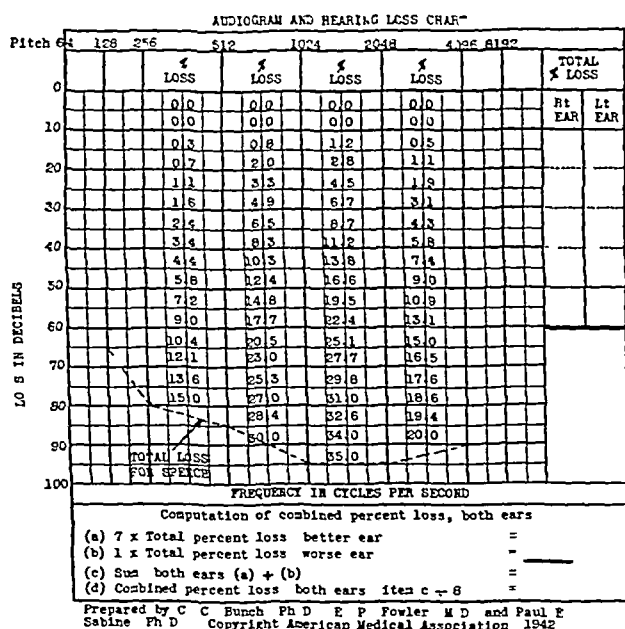 AUDIOGRAM AND HEARING LOSS CHART
Pitch 64 128 256 512 1024 2048 4096 8192
% LOSS % LOSS % LOSS % LOSS TOTAL % LOSS
Rt EAR Lt EAR
0
0 0 0 0 0 0 0 0
0 0 0 0 0 0 0 0
10
0 3 0 8 1 2 0 5
0 7 2 0 2 8 1 1
20
1 1 3 3 4 5 1 9
1 6 4 9 6 7 3 1
30
2 4 6 5 8 7 4 3
3 4 8 3 11 2 5 8
40
4 4 10 3 13 8 7 4
5 8 12 4 16 6 9 0
50
7 2 14 8 19 5 10 9
9 0 17 7 22 4 13 1
60
10 4 20 5 25 1 15 0
12 1 23 0 27 7 16 5
70
13 6 25 3 29 8 17 6
15 0 27 0 31 0 18 6
80
28 4 32 6 19 4
30 0 34 0 20 0
90
35 0
100
LO S IN DECIBELS
TOTAL LOSS
FOR SPEECH
FREQUENCY IN CYCLES PER SECOND
Computation of combined percent loss, both ears
(a) 7 x Total percent loss better ear =
(b) 1 x Total percent loss worse ear =
(c) Sum both ears (a) + (b) =
(d) Combined percent loss both ears item c ÷ 8 =
Prepared by C C Bunch Ph D E P Fowler M D and Paul E
Sabine Ph D Copyright American Medical Association 1942